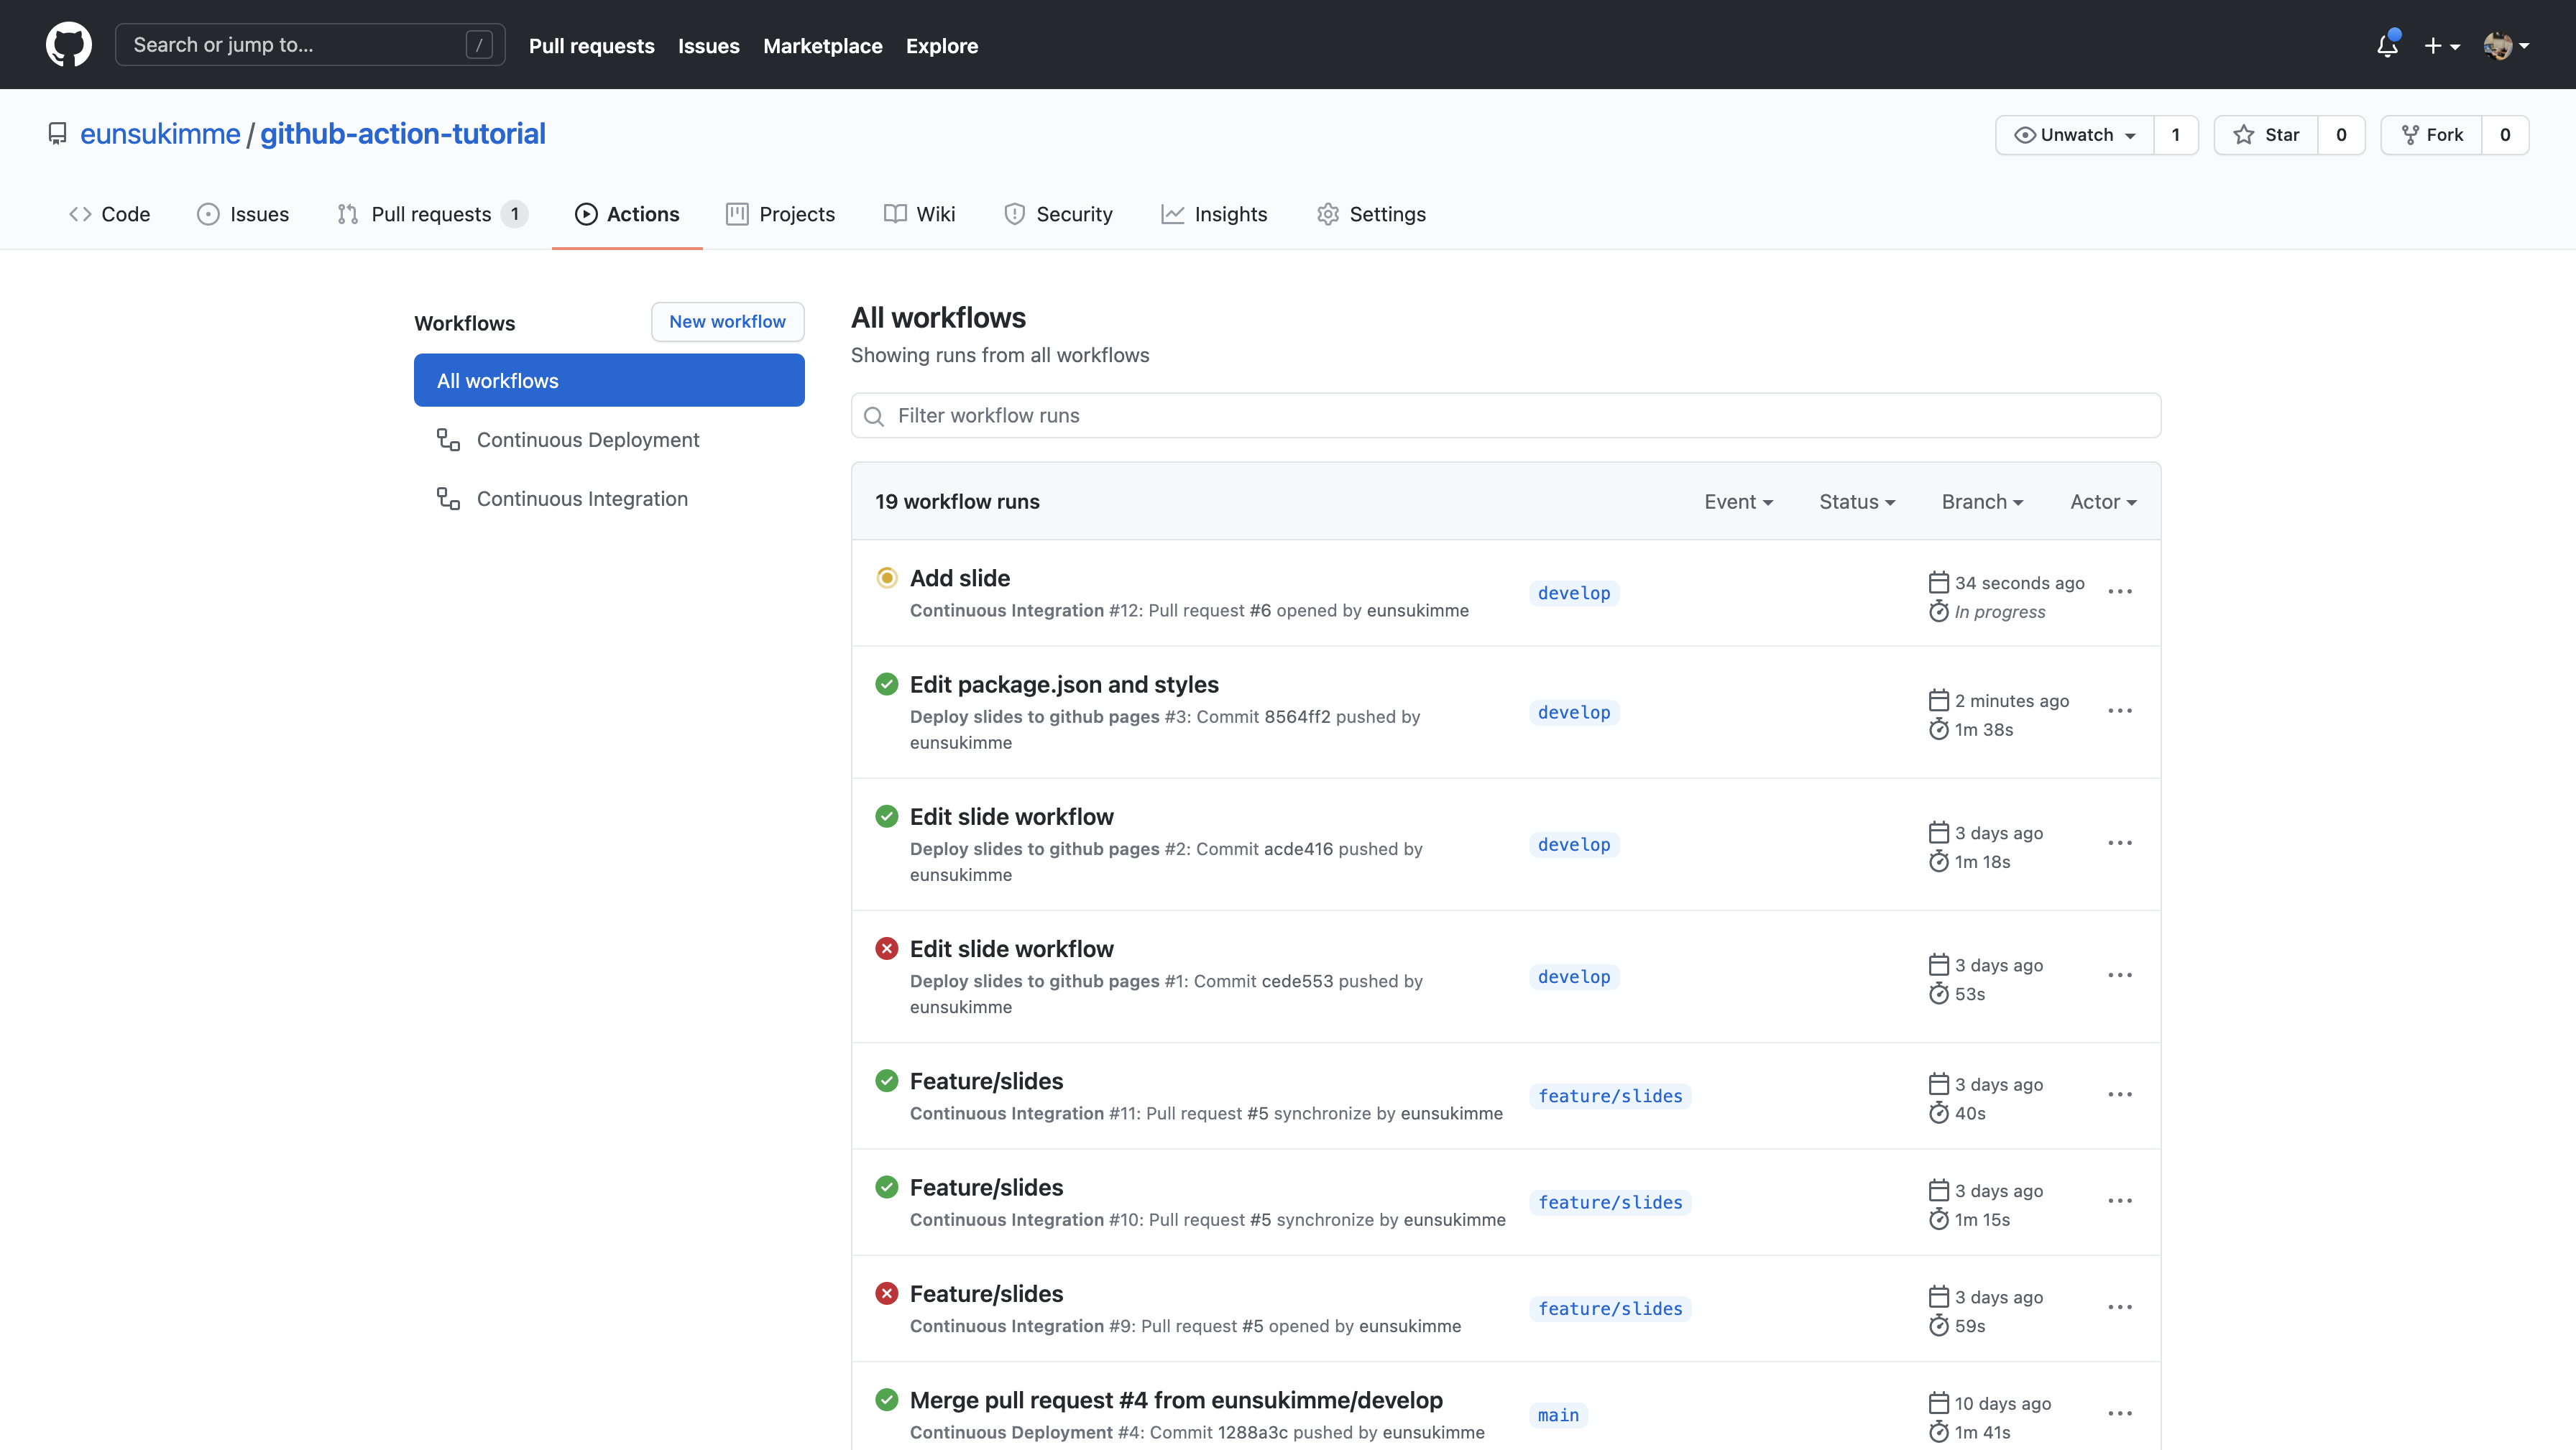 Search or jump to... /
Pull requests Issues Marketplace Explore
eunsukimme / github-action-tutorial
Unwatch 1 Star 0 Fork 0
Code Issues Pull requests 1 Actions Projects Wiki Security Insights Settings
Workflows
New workflow
All workflows
Continuous Deployment
Continuous Integration
All workflows
Showing runs from all workflows
Filter workflow runs
19 workflow runs Event Status Branch Actor
Add slide
Continuous Integration #12: Pull request #6 opened by eunsukimme
develop
34 seconds ago
In progress
Edit package.json and styles
Deploy slides to github pages #3: Commit 8564ff2 pushed by
eunsukimme
develop
2 minutes ago
1m 38s
Edit slide workflow
Deploy slides to github pages #2: Commit acde416 pushed by
eunsukimme
develop
3 days ago
1m 18s
Edit slide workflow
Deploy slides to github pages #1: Commit cede553 pushed by
eunsukimme
develop
3 days ago
53s
Feature/slides
Continuous Integration #11: Pull request #5 synchronize by eunsukimme
feature/slides
3 days ago
40s
Feature/slides
Continuous Integration #10: Pull request #5 synchronize by eunsukimme
feature/slides
3 days ago
1m 15s
Feature/slides
Continuous Integration #9: Pull request #5 opened by eunsukimme
feature/slides
3 days ago
59s
Merge pull request #4 from eunsukimme/develop
Continuous Deployment #4: Commit 1288a3c pushed by eunsukimme
main
10 days ago
1m 41s